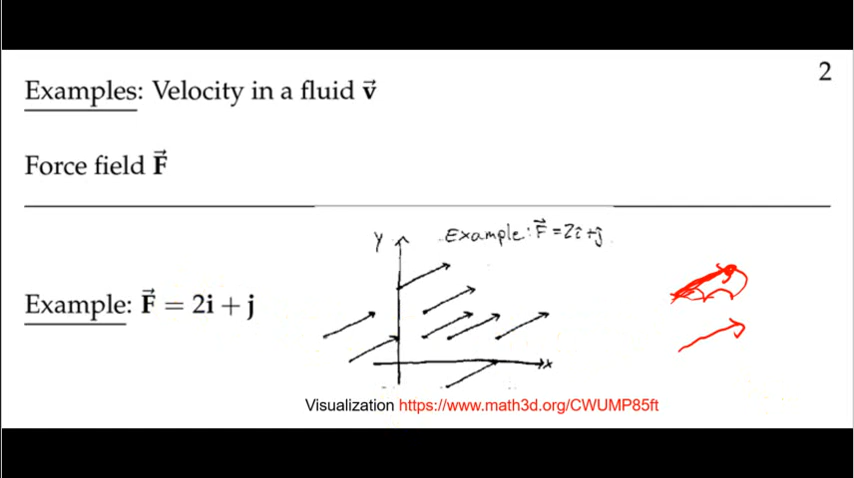 2
Examples: Velocity in a fluid v⃗
Force field F⃗
Y
Example: F⃗ = 2î + ĵ
Example: F⃗ = 2i + j
x
Visualization https://www.math3d.org/CWUMP85ft